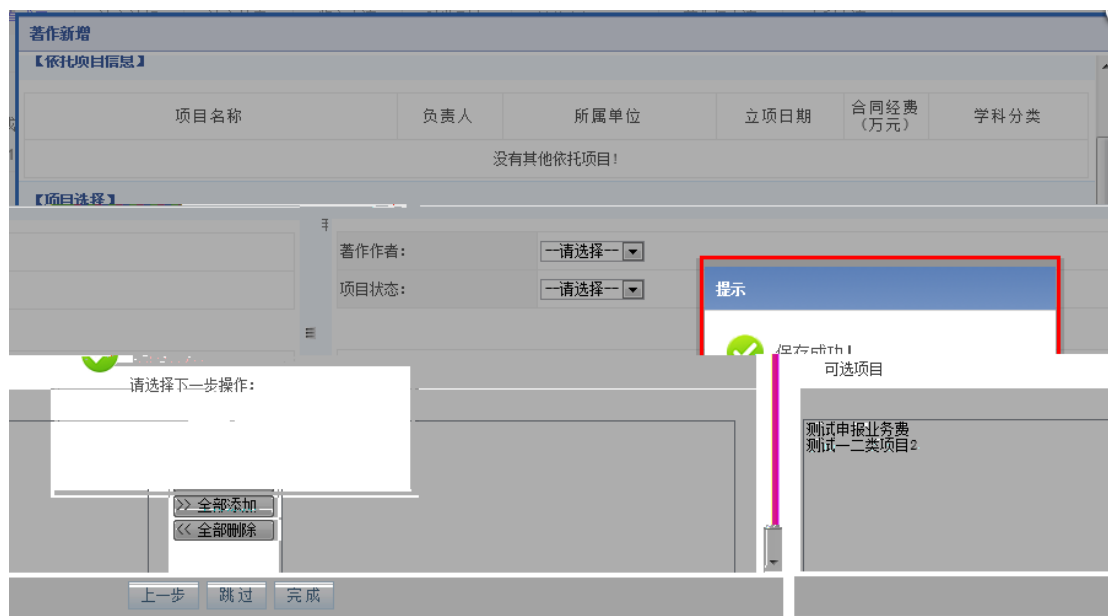 著作新增
【依托项目信息】
项目名称 负责人 所属单位 立项日期 合同经费（万元） 学科分类
没有其他依托项目!
【项目选择】
著作作者: --请选择--
项目状态: --请选择--
提示
保存成功!
请选择下一步操作:
可选项目
测试申报业务费
测试一二类项目2
>> 全部添加
<< 全部删除
上一步 跳过 完成